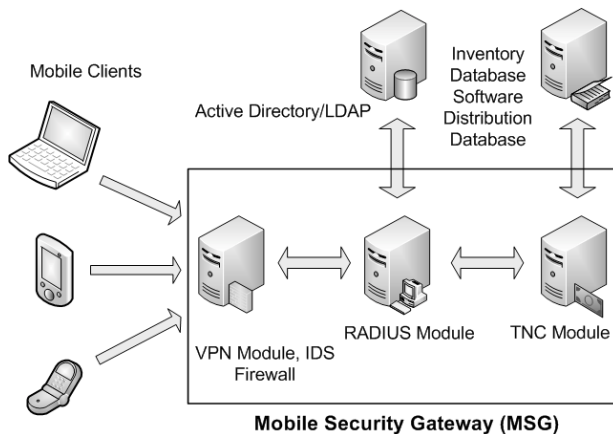 Mobile Clients
Active Directory/LDAP
Inventory
Database
Software
Distribution
Database
VPN Module, IDS
Firewall
RADIUS Module
TNC Module
Mobile Security Gateway (MSG)